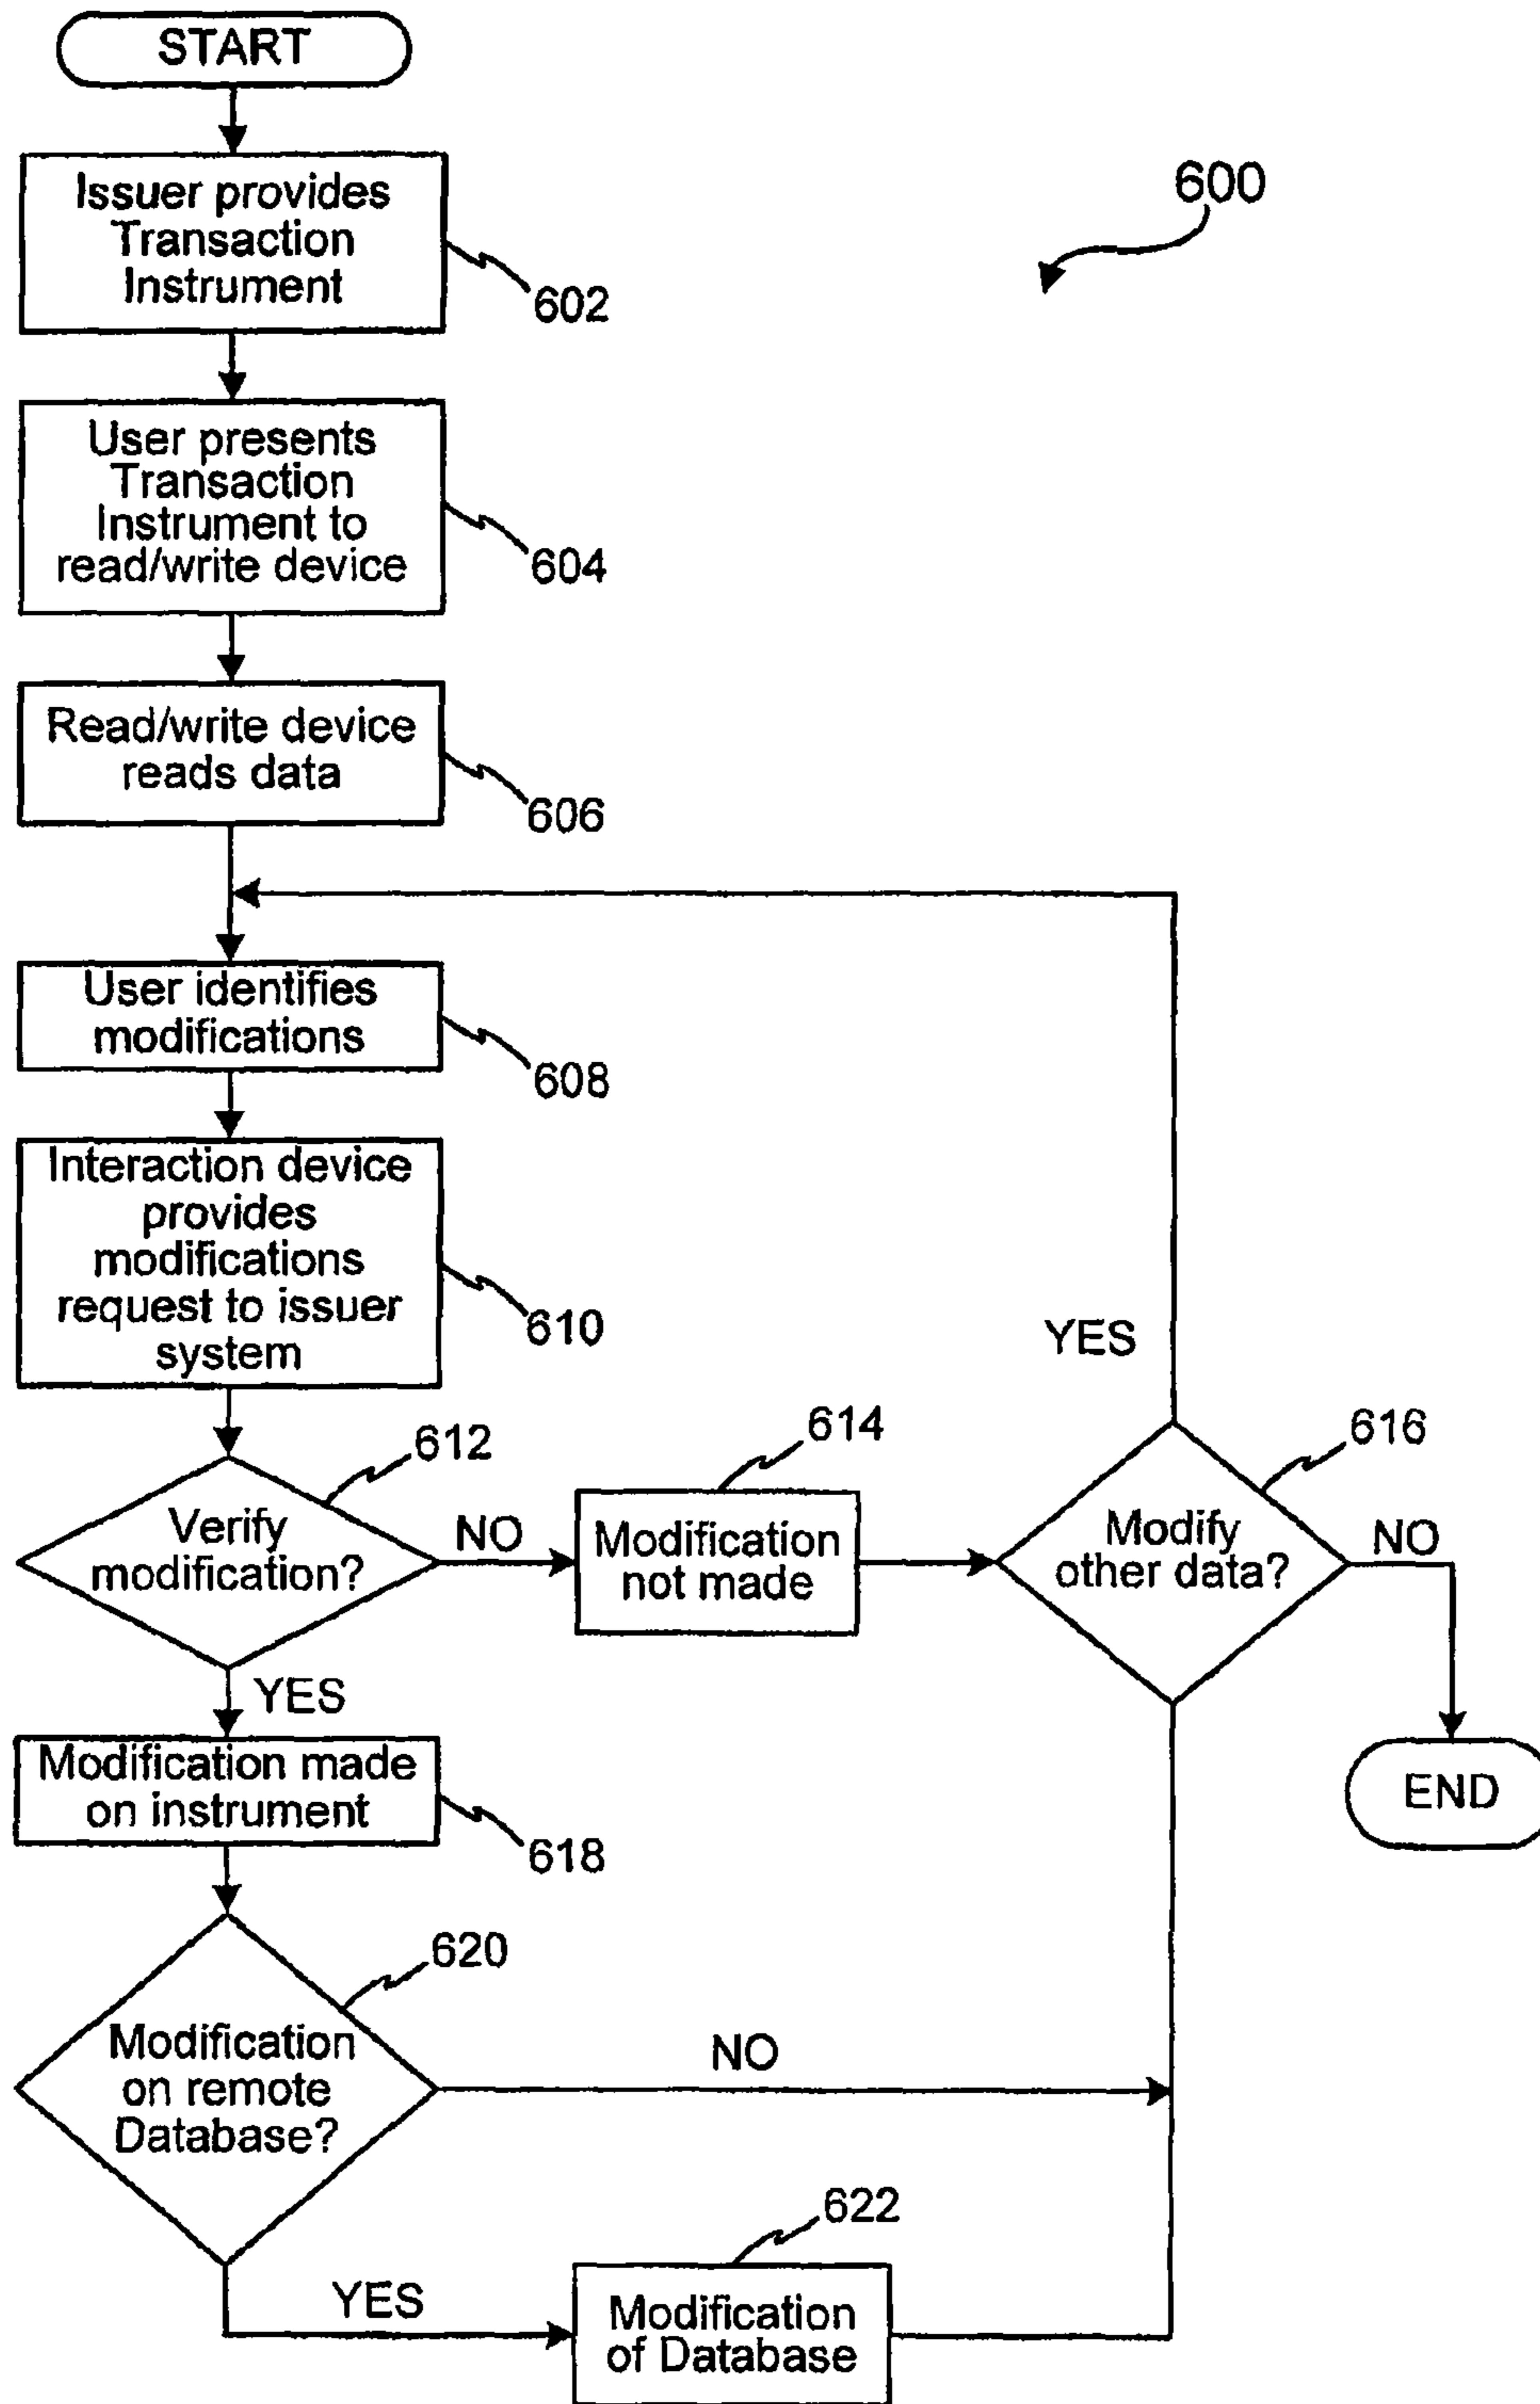 START
Issuer provides
Transaction
Instrument
602
600
User presents
Transaction
Instrument to
read/write device
604
Read/write device
reads data
606
User identifies
modifications
608
Interaction device
provides
modifications
request to issuer
system
610
YES
612
614
616
Verify
modification?
NO
Modification
not made
Modify
other data?
NO
YES
Modification made
on instrument
618
END
620
Modification
on remote
Database?
NO
622
YES
Modification
of Database